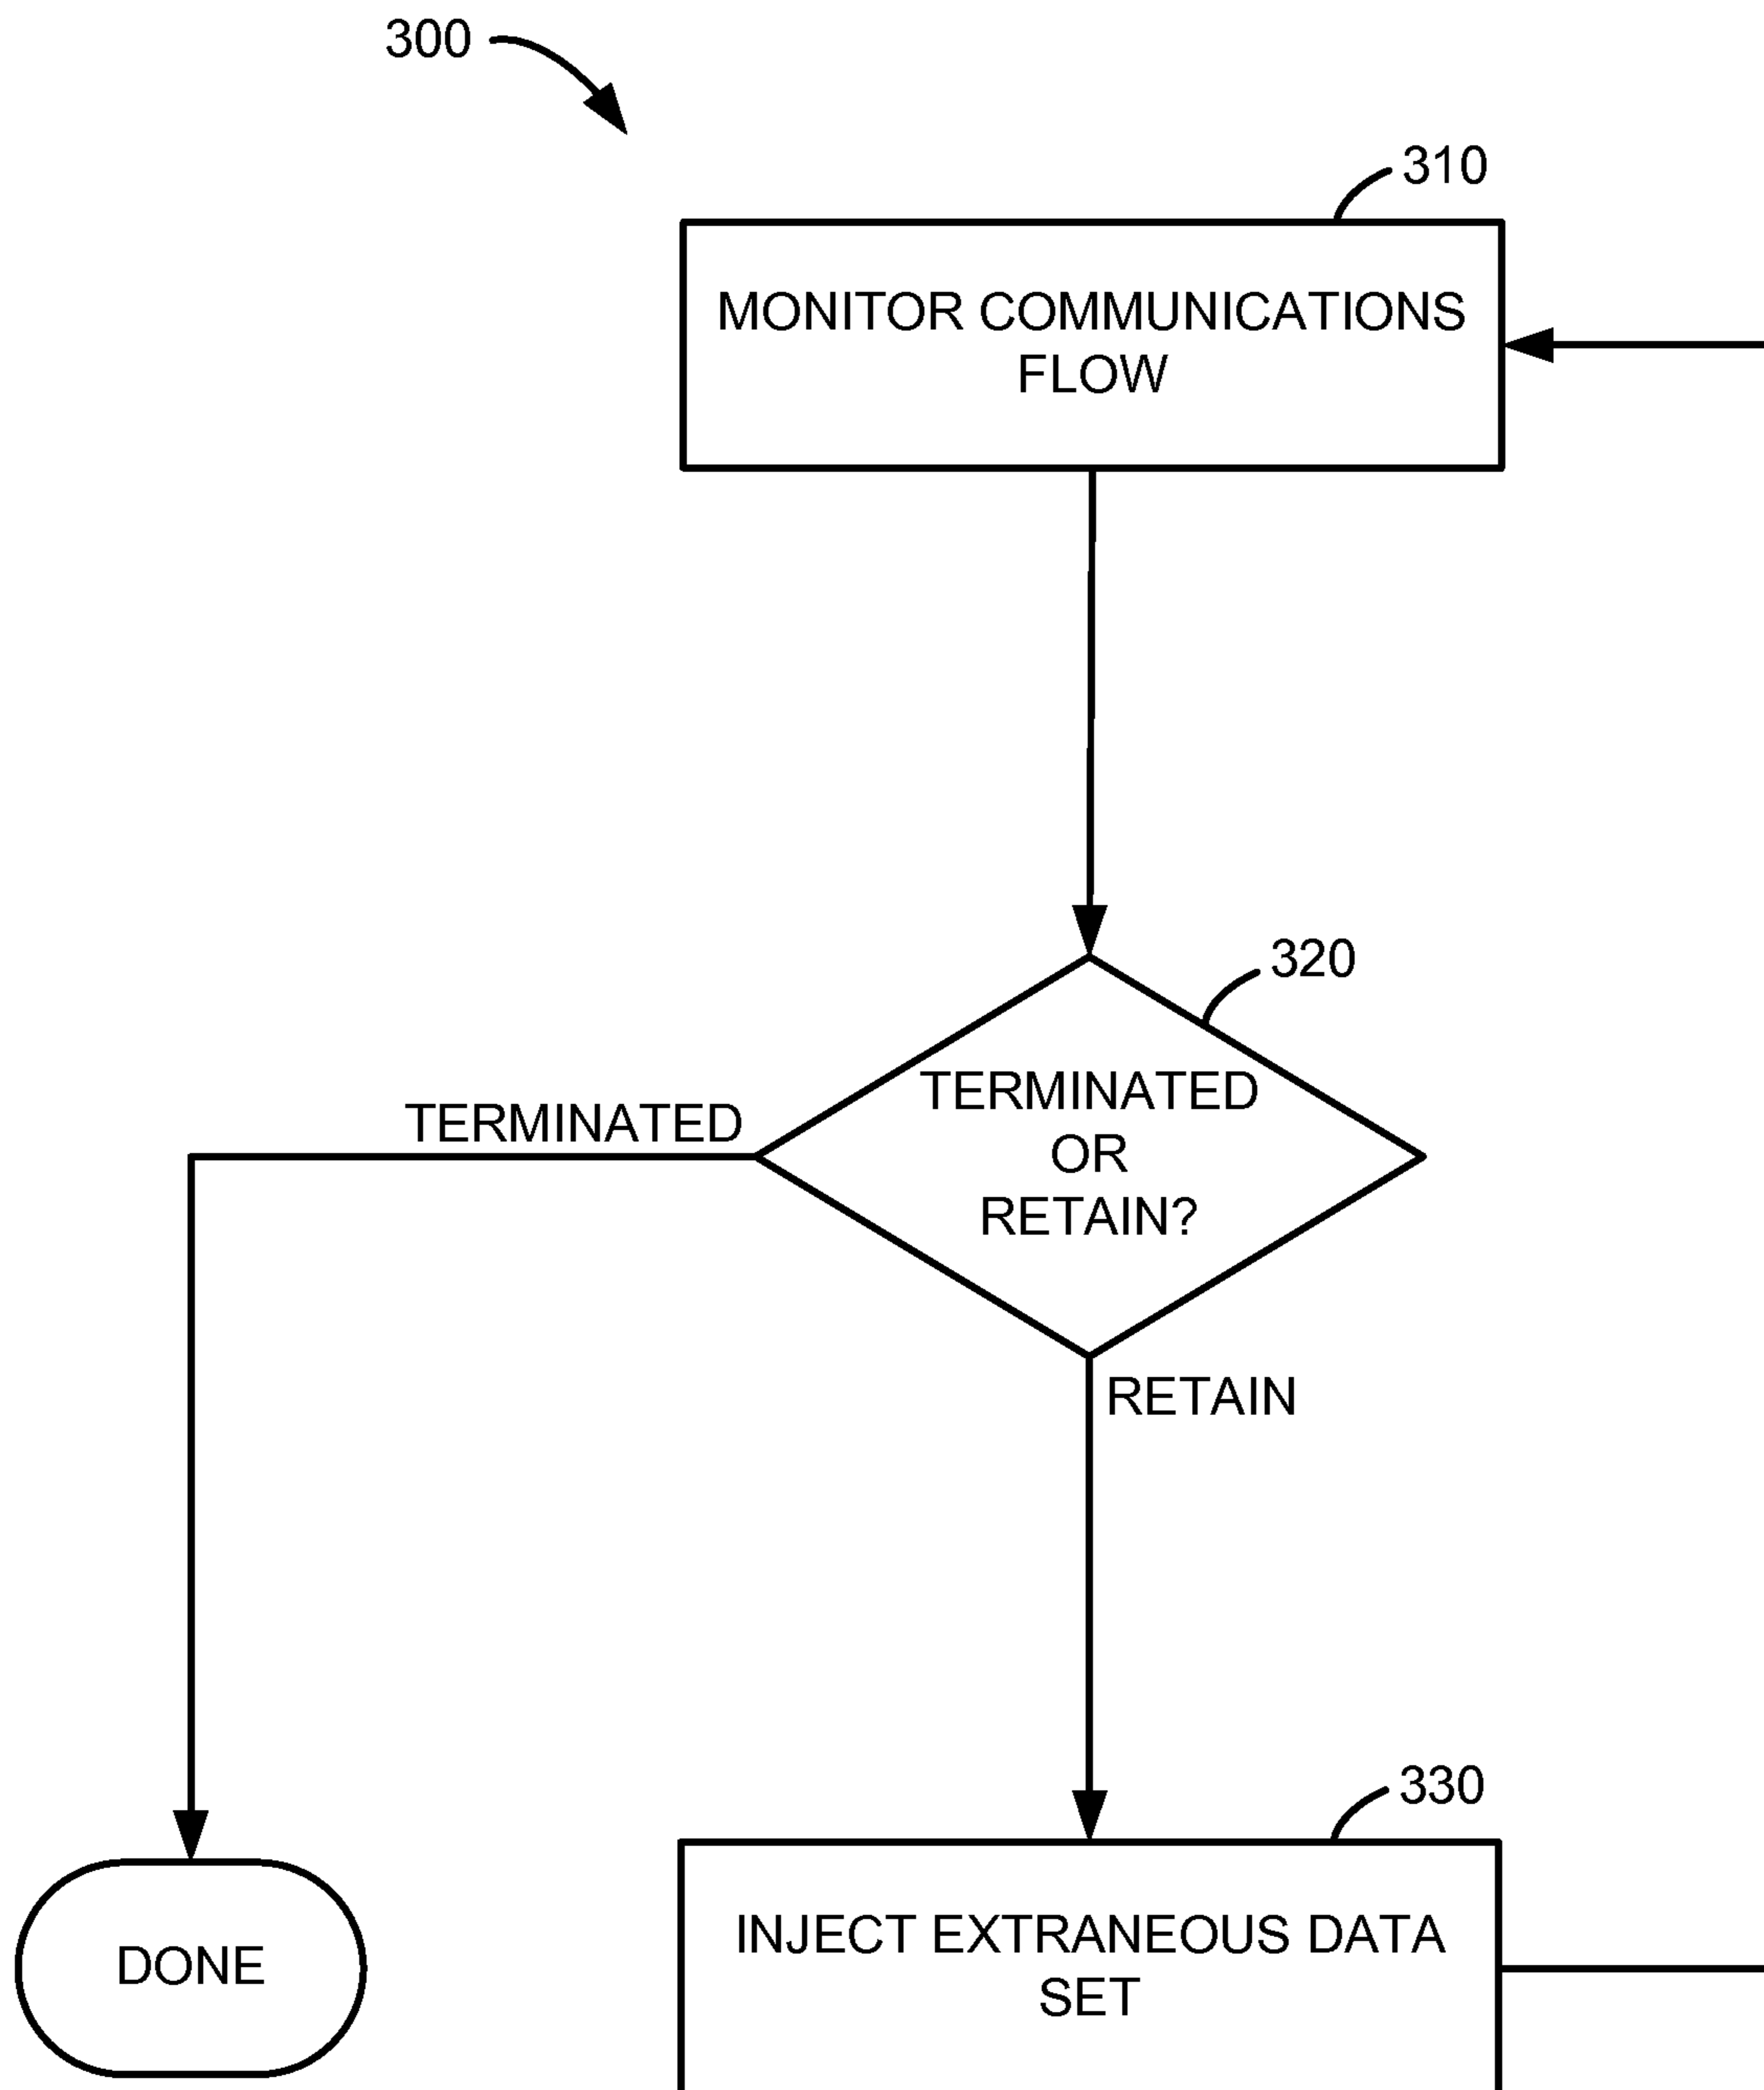 300
310
MONITOR COMMUNICATIONS
FLOW
320
TERMINATED
OR
RETAIN?
TERMINATED
RETAIN
330
INJECT EXTRANEOUS DATA
SET
DONE